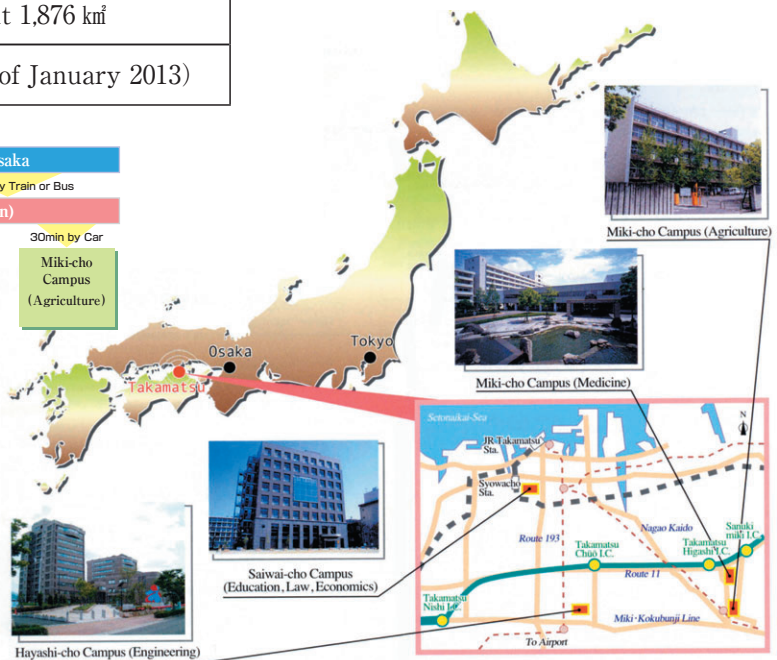 t 1,876 ㎢
of January 2013)
saka
y Train or Bus
n)
30min by Car
Miki-cho
Campus
(Agriculture)
Miki-cho Campus (Agriculture)
Miki-cho Campus (Medicine)
Tokyo
Osaka
Takamatsu
Saiwai-cho Campus
(Education, Law, Economics)
Hayashi-cho Campus (Engineering)
Setonaikai-Sea
N
JR Takamatsu
Sta.
Syowacho
Sta.
Nagao Kaido
Sanuki
miki I.C.
Route 193
Takamatsu
Chūō I.C.
Takamatsu
Higashi I.C.
Route 11
Takamatsu
Nishi I.C.
Miki・Kokubunji Line
To Airport